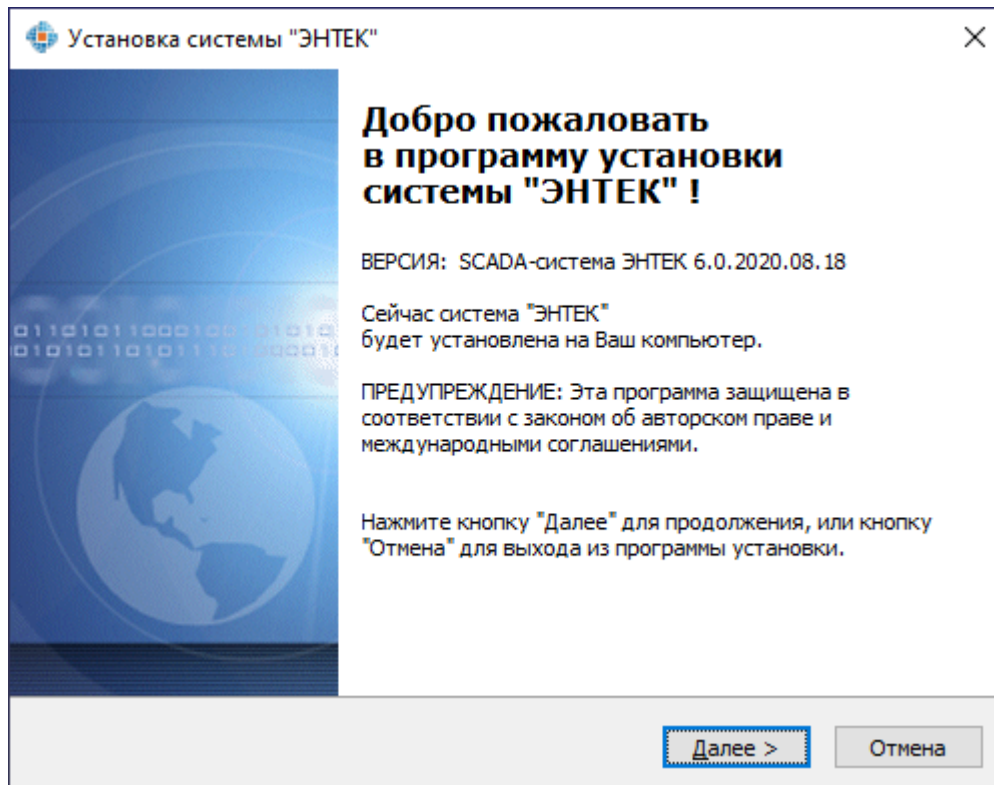 Установка системы "ЭНТЕК"
Добро пожаловать
в программу установки
системы "ЭНТЕК" !
ВЕРСИЯ: SCADA-система ЭНТЕК 6.0.2020.08.18
Сейчас система "ЭНТЕК"
будет установлена на Ваш компьютер.
ПРЕДУПРЕЖДЕНИЕ: Эта программа защищена в
соответствии с законом об авторском праве и
международными соглашениями.
Нажмите кнопку "Далее" для продолжения, или кнопку
"Отмена" для выхода из программы установки.
Далее >
Отмена